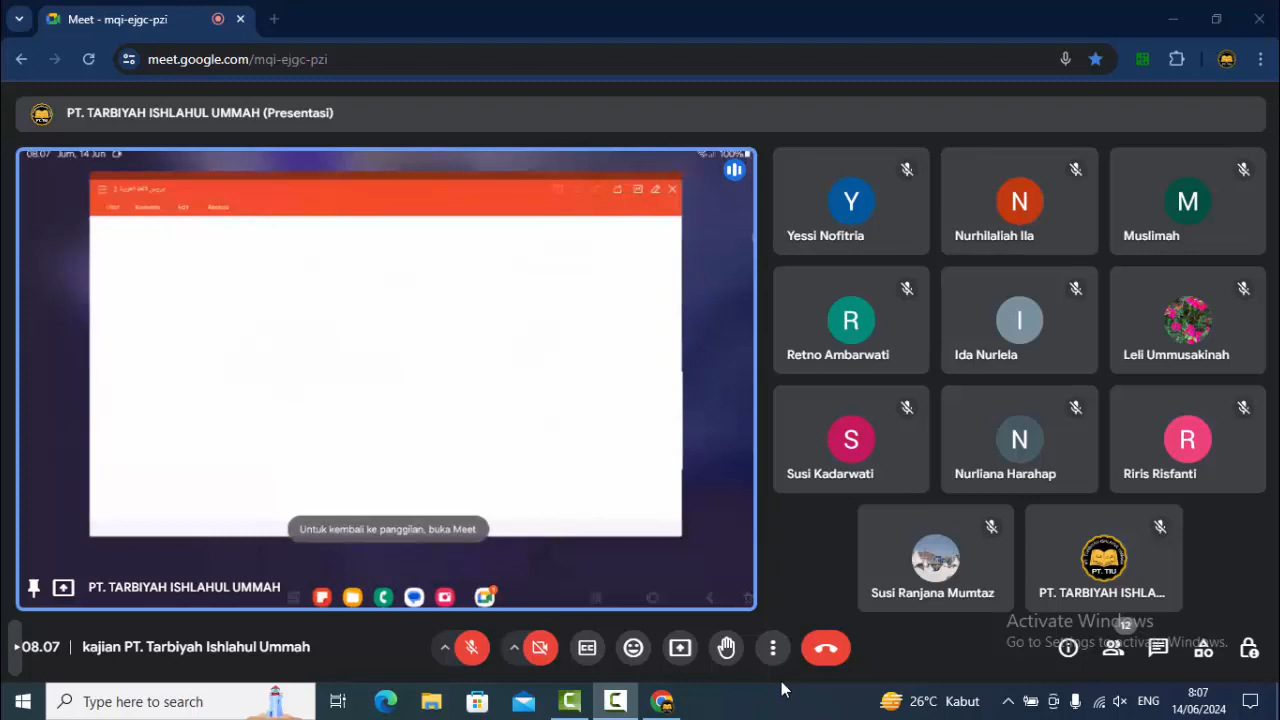 Meet - mqi-ejgc-pzi
meet.google.com/mqi-ejgc-pzi
PT. TARBIYAH ISHLAHUL UMMAH (Presentasi)
08.07 Jum, 14 Jun
100%
Untuk kembali ke panggilan, buka Meet
PT. TARBIYAH ISHLAHUL UMMAH
Y
Yessi Nofitria
N
Nurhilaliah Ila
M
Muslimah
R
Retno Ambarwati
I
Ida Nurlela
Leli Ummusakinah
S
Susi Kadarwati
N
Nurliana Harahap
R
Riris Risfanti
Susi Ranjana Mumtaz
PT. TIU
PT. TARBIYAH ISHLA...
Activate Windows
Go to Settings to activate Windows.
12
08.07 | kajian PT. Tarbiyah Ishlahul Ummah
Type here to search
26°C Kabut
ENG
8:07
14/06/2024